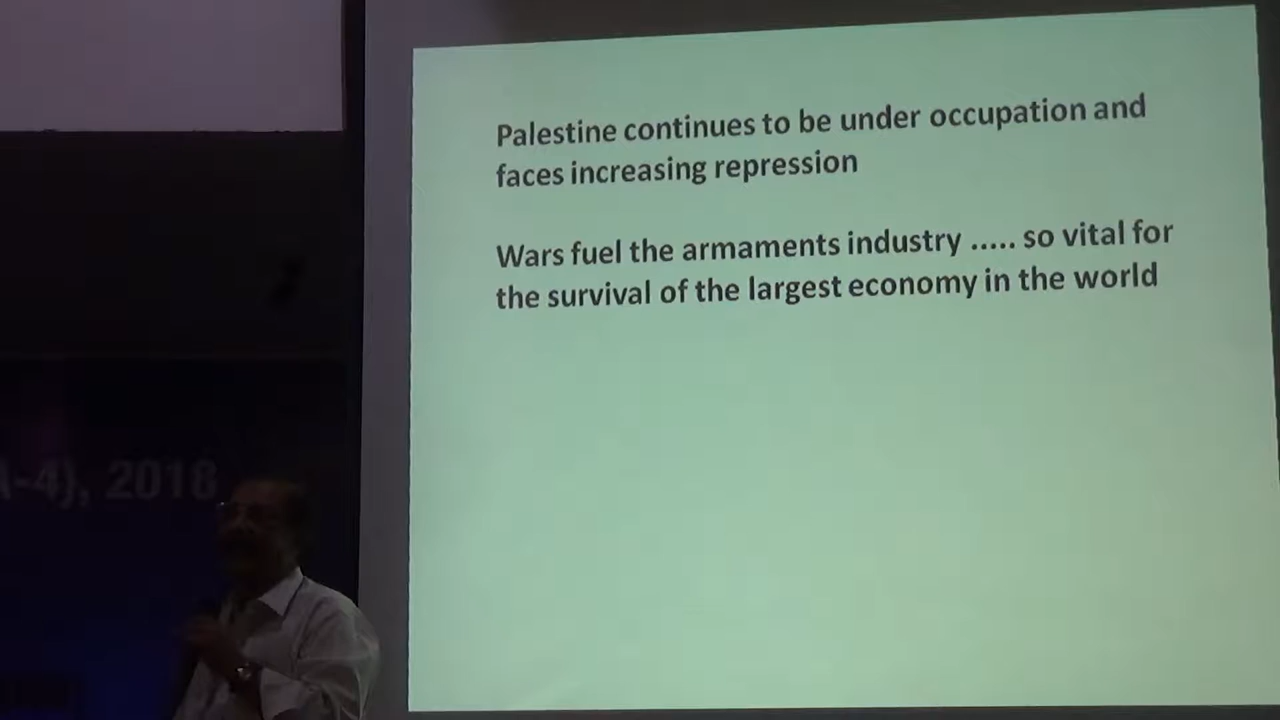 Palestine continues to be under occupation and
faces increasing repression
Wars fuel the armaments industry ..... so vital for
the survival of the largest economy in the world
-4), 2018